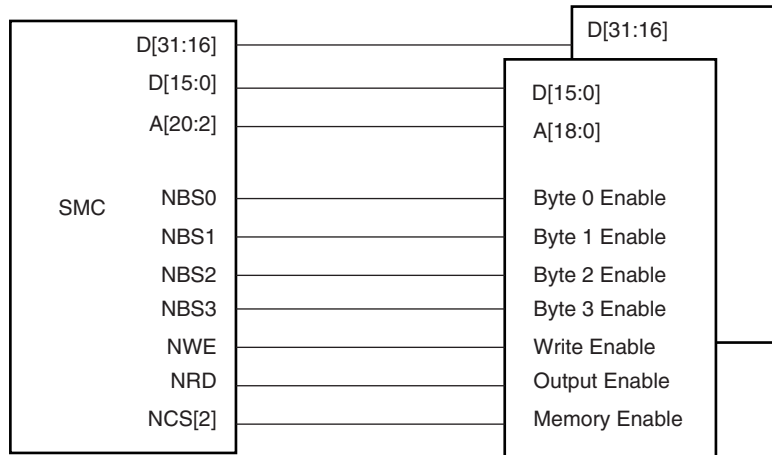 D[31:16] D[31:16]
D[15:0] D[15:0]
A[20:2] A[18:0]
SMC
NBS0 Byte 0 Enable
NBS1 Byte 1 Enable
NBS2 Byte 2 Enable
NBS3 Byte 3 Enable
NWE Write Enable
NRD Output Enable
NCS[2] Memory Enable